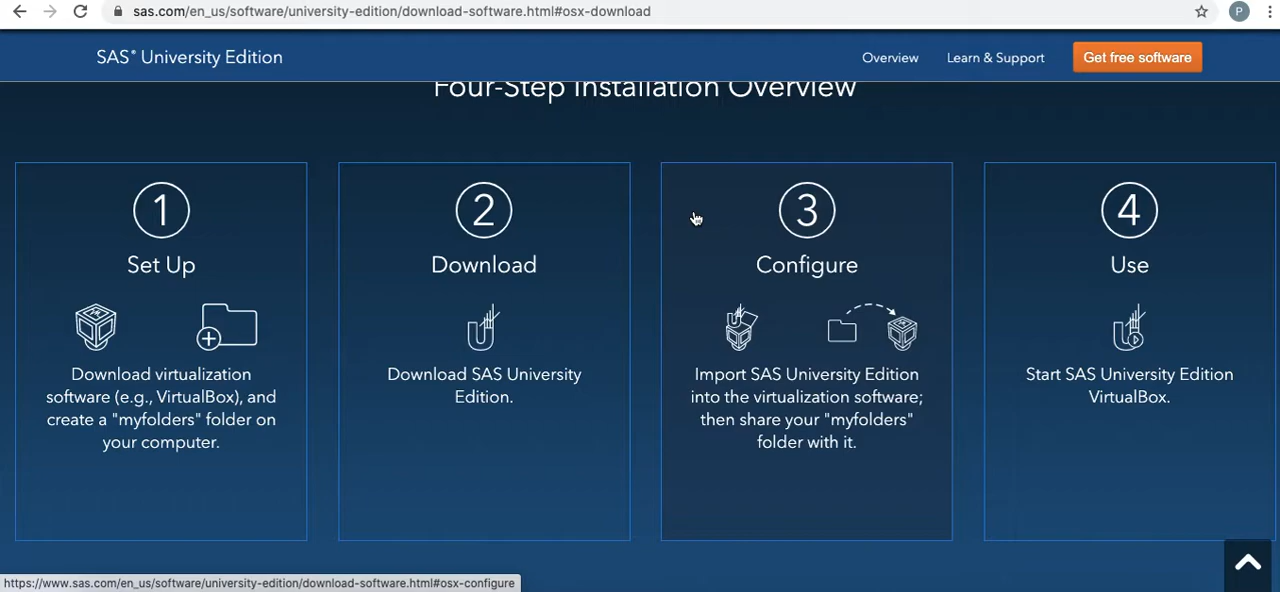 sas.com/en_us/software/university-edition/download-software.html#osx-download
P
SAS® University Edition
Overview
Learn & Support
Get free software
Four-Step Installation Overview
1
Set Up
Download virtualization
software (e.g., VirtualBox), and
create a "myfolders" folder on
your computer.
2
Download
Download SAS University
Edition.
3
Configure
Import SAS University Edition
into the virtualization software;
then share your "myfolders"
folder with it.
4
Use
Start SAS University Edition
VirtualBox.
https://www.sas.com/en_us/software/university-edition/download-software.html#osx-configure